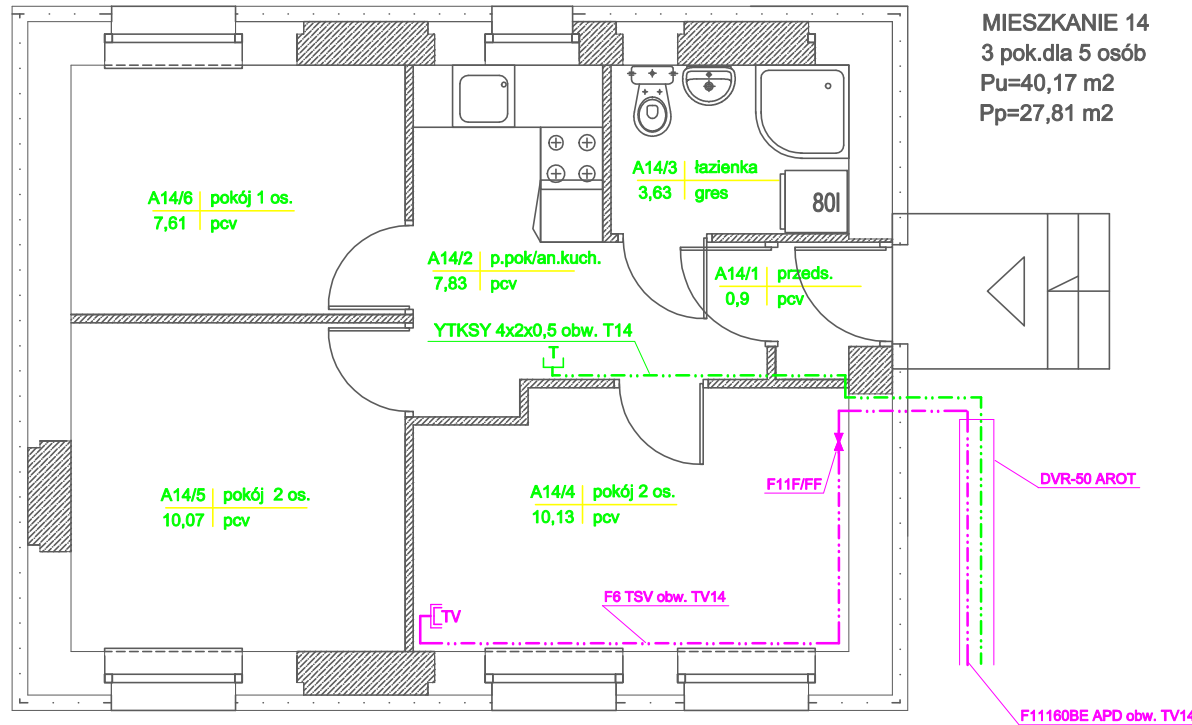 MIESZKANIE 14
3 pok.dla 5 osób
Pu=40,17 m2
Pp=27,81 m2
A14/3 łazienka
3,63 gres
80l
A14/6 pokój 1 os.
7,61 pcv
A14/2 p.pok/an.kuch.
7,83 pcv
A14/1 przeds.
0,9 pcv
YTKSY 4x2x0,5 obw. T14
T
A14/5 pokój 2 os.
10,07 pcv
A14/4 pokój 2 os.
10,13 pcv
F11F/FF
DVR-50 AROT
F6 TSV obw. TV14
TV
F11160BE APD obw. TV14